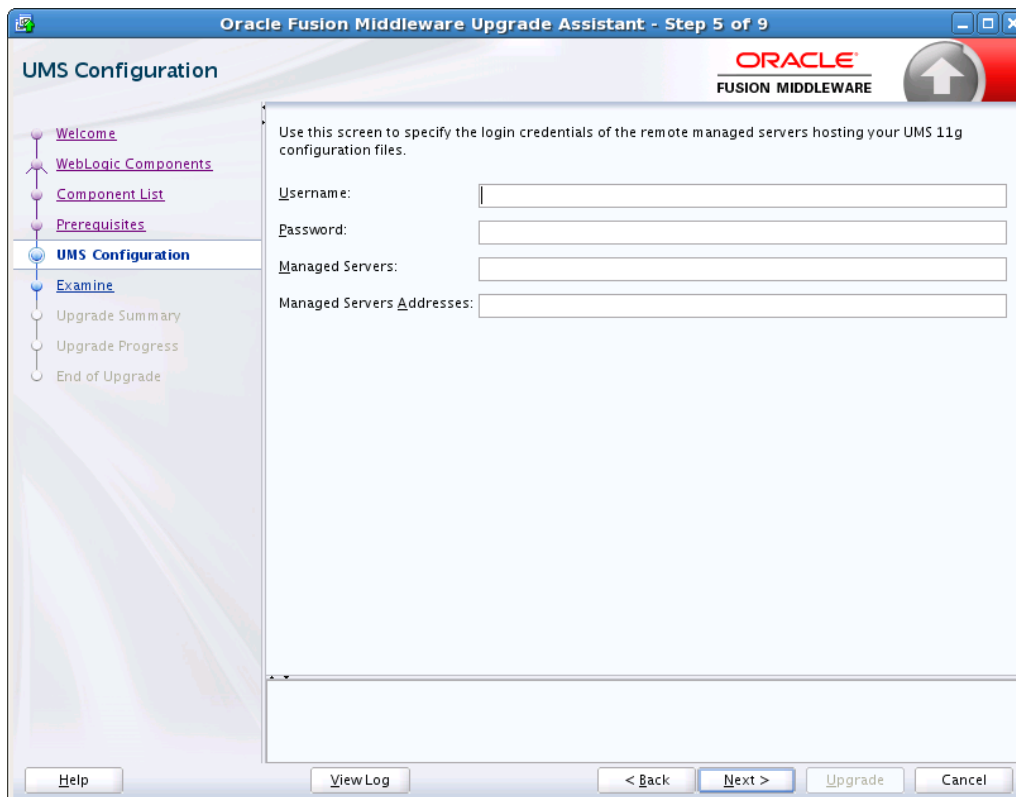 Oracle Fusion Middleware Upgrade Assistant - Step 5 of 9
UMS Configuration
ORACLE
FUSION MIDDLEWARE
Welcome
WebLogic Components
Component List
Prerequisites
UMS Configuration
Examine
Upgrade Summary
Upgrade Progress
End of Upgrade
Use this screen to specify the login credentials of the remote managed servers hosting your UMS 11g
configuration files.
Username:
Password:
Managed Servers:
Managed Servers Addresses:
Help
View Log
< Back
Next >
Upgrade
Cancel